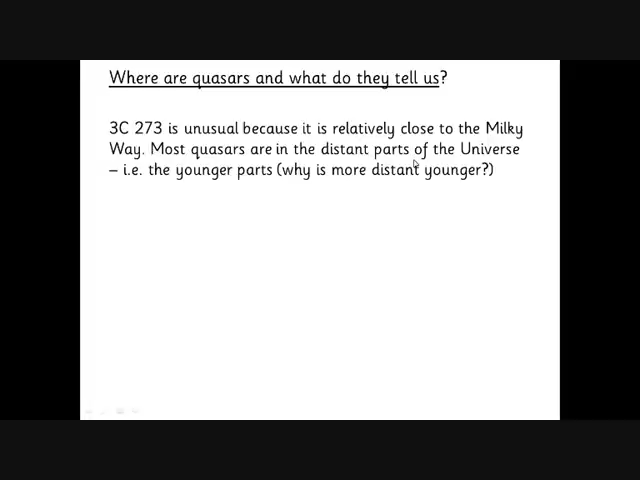 Where are quasars and what do they tell us?
3C 273 is unusual because it is relatively close to the Milky
Way. Most quasars are in the distant parts of the Universe
– i.e. the younger parts (why is more distant younger?)